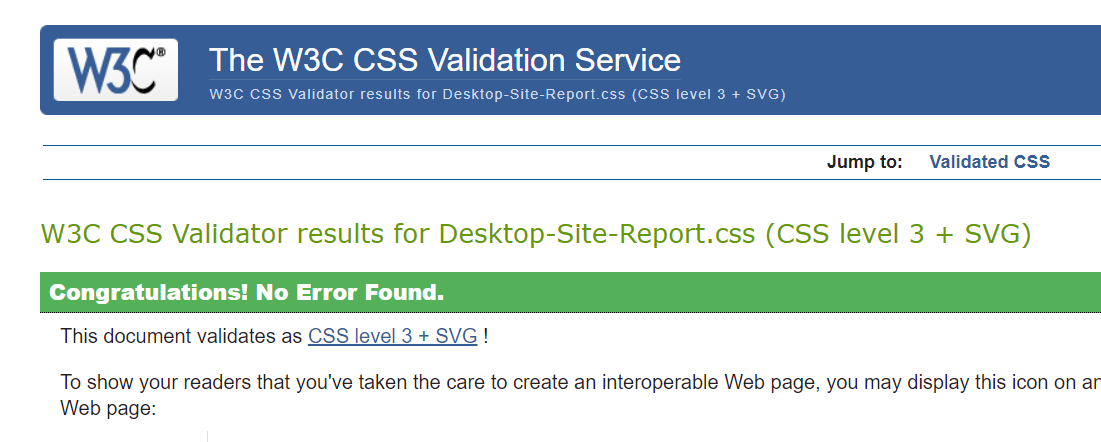 W3C®
The W3C CSS Validation Service
W3C CSS Validator results for Desktop-Site-Report.css (CSS level 3 + SVG)
Jump to: Validated CSS
W3C CSS Validator results for Desktop-Site-Report.css (CSS level 3 + SVG)
Congratulations! No Error Found.
This document validates as CSS level 3 + SVG !
To show your readers that you've taken the care to create an interoperable Web page, you may display this icon on
Web page: